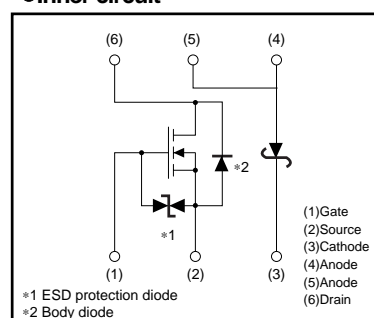 ●Inner circuit
(6) (5) (4)
∗2
∗1
(1) (2) (3)
(1)Gate
(2)Source
(3)Cathode
(4)Anode
(5)Anode
(6)Drain
∗1 ESD protection diode
∗2 Body diode